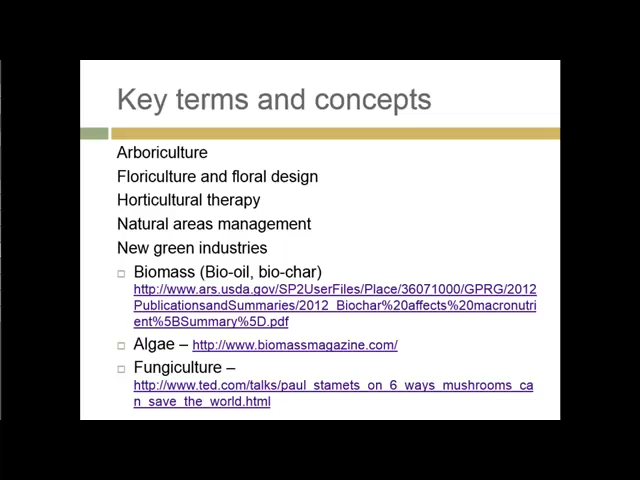 Key terms and concepts
Arboriculture
Floriculture and floral design
Horticultural therapy
Natural areas management
New green industries
Biomass (Bio-oil, bio-char)
http://www.ars.usda.gov/SP2UserFiles/Place/36071000/GPRG/2012
PublicationsandSummaries/2012_Biochar%20affects%20macronutri
ent%5BSummary%5D.pdf
Algae – http://www.biomassmagazine.com/
Fungiculture –
http://www.ted.com/talks/paul_stamets_on_6_ways_mushrooms_ca
n_save_the_world.html